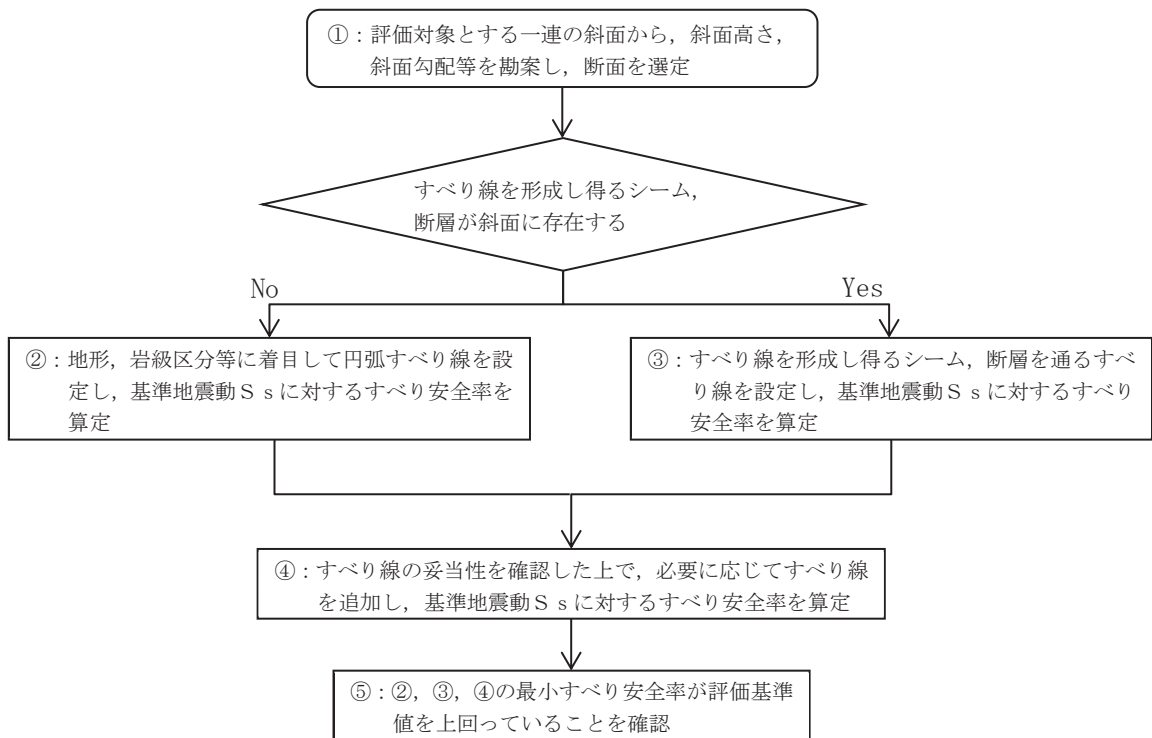 ①：評価対象とする一連の斜面から，斜面高さ，
斜面勾配等を勘案し，断面を選定
すべり線を形成し得るシーム，
断層が斜面に存在する
No
Yes
②：地形，岩級区分等に着目して円弧すべり線を設
定し，基準地震動Ｓｓに対するすべり安全率を
算定
③：すべり線を形成し得るシーム，断層を通るすべ
り線を設定し，基準地震動Ｓｓに対するすべり
安全率を算定
④：すべり線の妥当性を確認した上で，必要に応じてすべり線
を追加し，基準地震動Ｓｓに対するすべり安全率を算定
⑤：②，③，④の最小すべり安全率が評価基準
値を上回っていることを確認